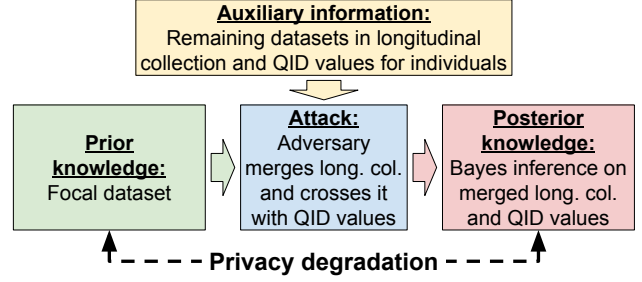 Auxiliary information:
Remaining datasets in longitudinal
collection and QID values for individuals
Prior
knowledge:
Focal dataset
Attack:
Adversary
merges long. col.
and crosses it
with QID values
Posterior
knowledge:
Bayes inference on
merged long. col.
and QID values
Privacy degradation